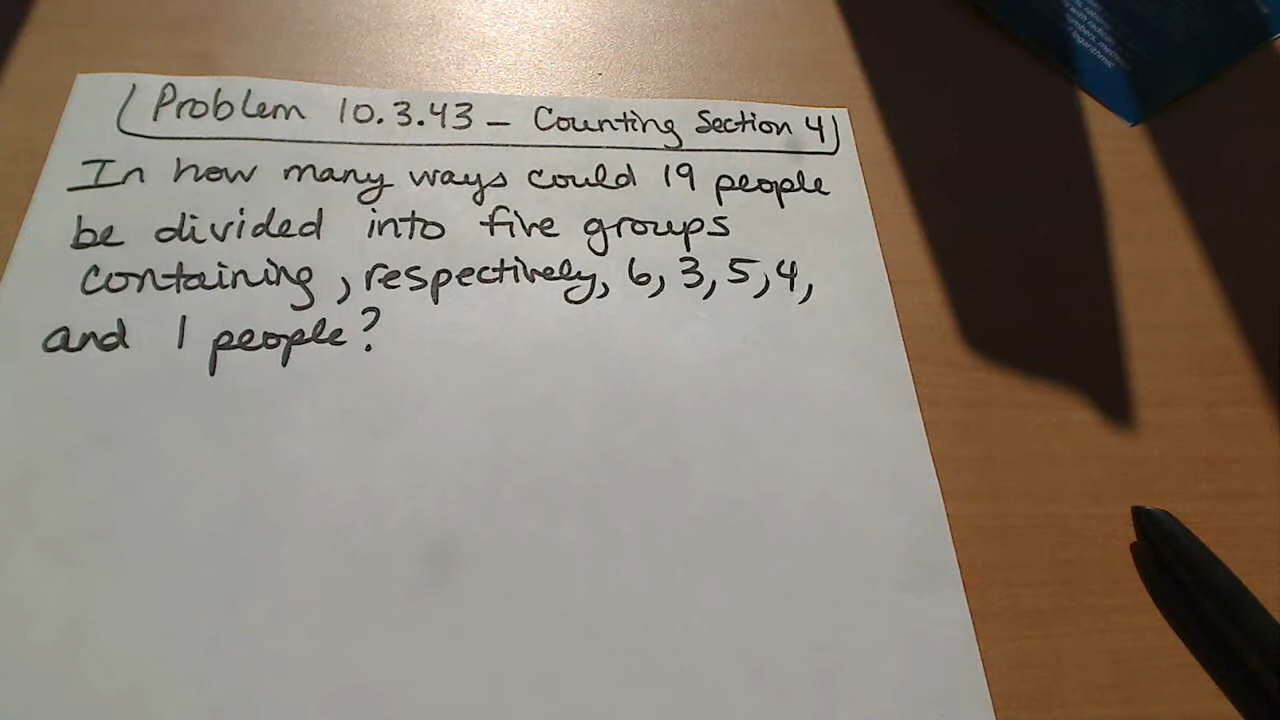 Problem 10.3.43 – Counting Section 4
In how many ways could 19 people
be divided into five groups
containing, respectively, 6, 3, 5, 4,
and 1 people?